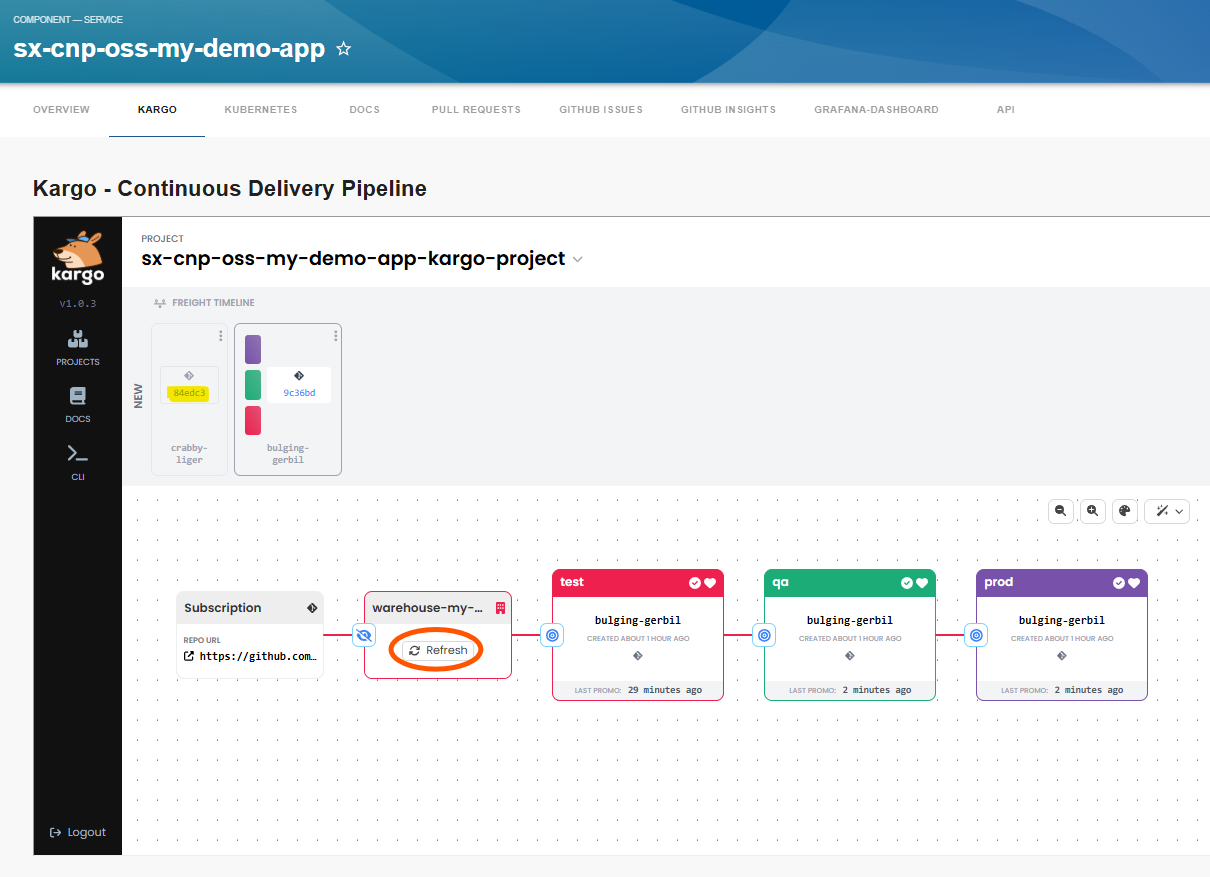 COMPONENT — SERVICE
sx-cnp-oss-my-demo-app
OVERVIEW KARGO KUBERNETES DOCS PULL REQUESTS GITHUB ISSUES GITHUB INSIGHTS GRAFANA-DASHBOARD API
Kargo - Continuous Delivery Pipeline
kargo
v1.0.3
PROJECTS
DOCS
CLI
Logout
PROJECT
sx-cnp-oss-my-demo-app-kargo-project
FREIGHT TIMELINE
NEW
84edc3
crabby-
liger
9c36bd
bulging-
gerbil
Subscription
REPO URL
https://github.com…
warehouse-my-...
Refresh
test
bulging-gerbil
CREATED ABOUT 1 HOUR AGO
LAST PROMO: 29 minutes ago
qa
bulging-gerbil
CREATED ABOUT 1 HOUR AGO
LAST PROMO: 2 minutes ago
prod
bulging-gerbil
CREATED ABOUT 1 HOUR AGO
LAST PROMO: 2 minutes ago